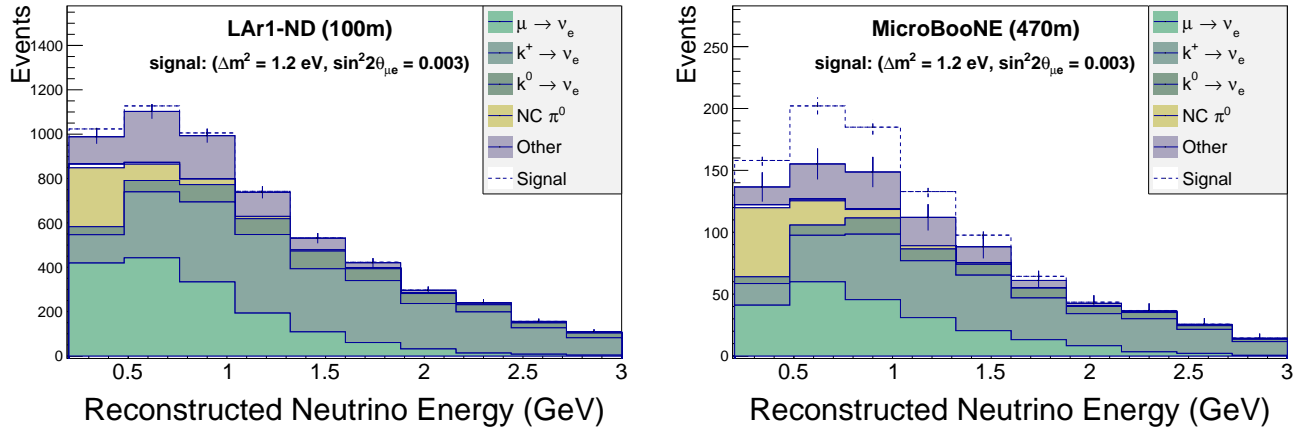 LAr1-ND (100m)
signal: (Δm² = 1.2 eV, sin²2θμe = 0.003)
Events
1400
1200
1000
800
600
400
200
0
μ → νe
k⁺ → νe
k⁰ → νe
NC π⁰
Other
Signal
0.5
1
1.5
2
2.5
3
Reconstructed Neutrino Energy (GeV)
MicroBooNE (470m)
signal: (Δm² = 1.2 eV, sin²2θμe = 0.003)
Events
250
200
150
100
50
0
μ → νe
k⁺ → νe
k⁰ → νe
NC π⁰
Other
Signal
0.5
1
1.5
2
2.5
3
Reconstructed Neutrino Energy (GeV)